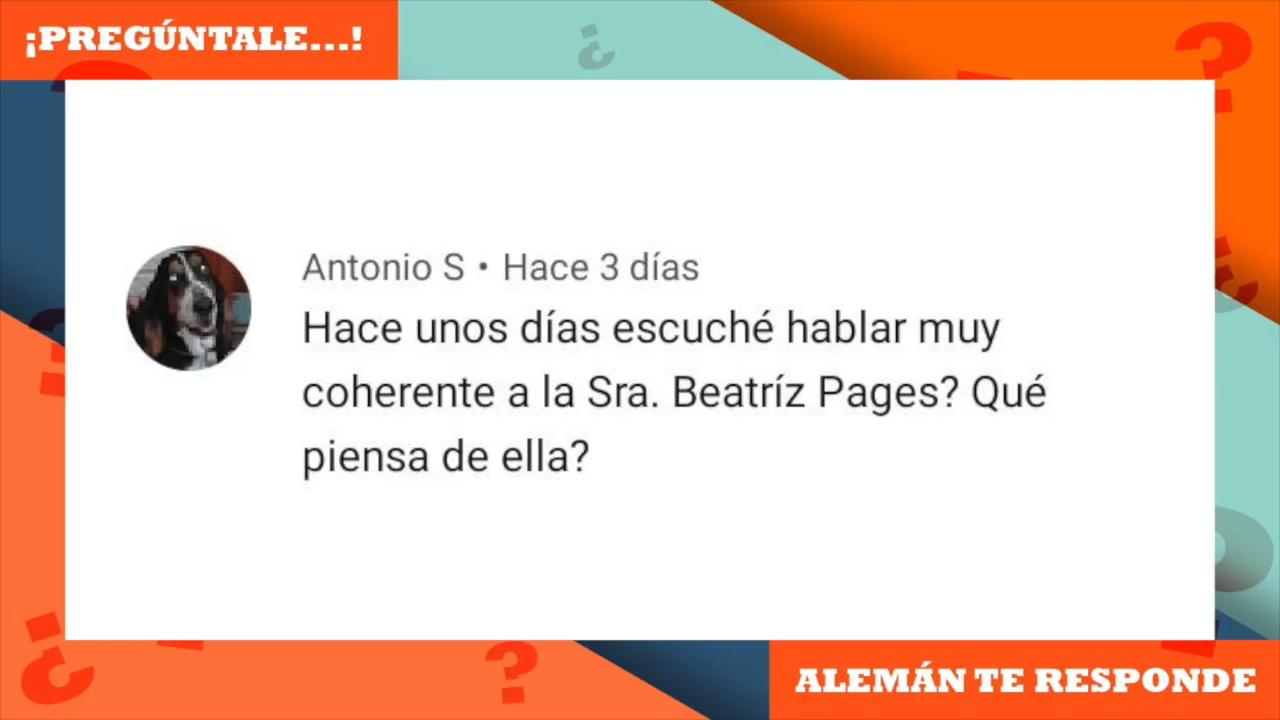 ¡PREGÚNTALE...!
Antonio S • Hace 3 días
Hace unos días escuché hablar muy
coherente a la Sra. Beatríz Pages? Qué
piensa de ella?
ALEMÁN TE RESPONDE